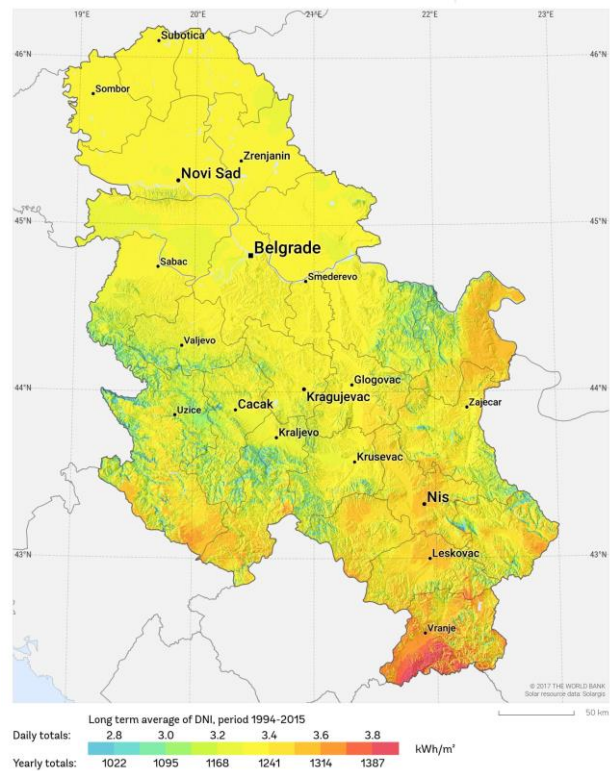 19°E 20°E 21°E 22°E 23°E
46°N
46°N
Subotica
Sombor
Zrenjanin
Novi Sad
45°N
45°N
Belgrade
Sabac
Smederevo
Valjevo
44°N
44°N
Glogovac
Kragujevac
Cacak
Uzice
Zajecar
Kraljevo
Krusevac
Nis
43°N
43°N
Leskovac
Vranje
© 2017 THE WORLD BANK
Solar resource data: Solargis
50 km
Long term average of DNI, period 1994-2015
Daily totals: 2.8 3.0 3.2 3.4 3.6 3.8
kWh/m²
Yearly totals: 1022 1095 1168 1241 1314 1387